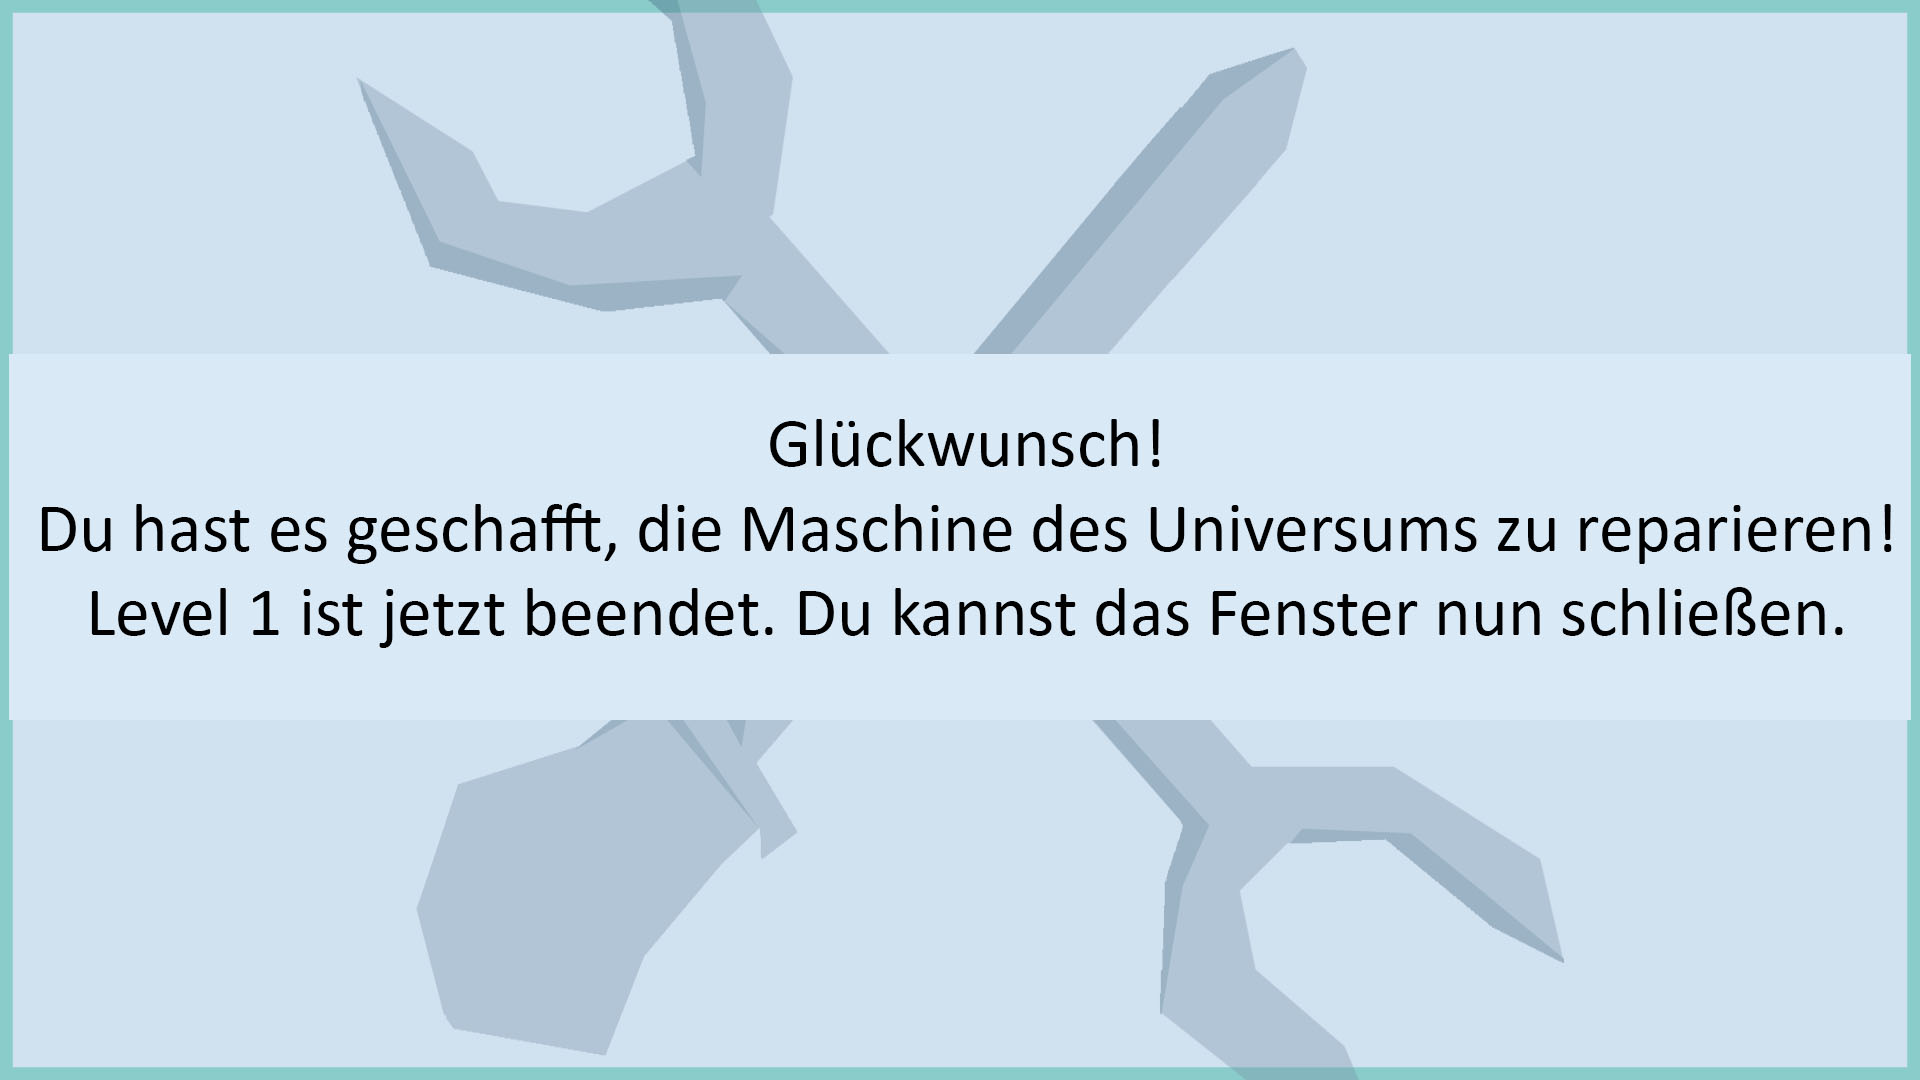 Glückwunsch!
Du hast es geschafft, die Maschine des Universums zu reparieren!
Level 1 ist jetzt beendet. Du kannst das Fenster nun schließen.